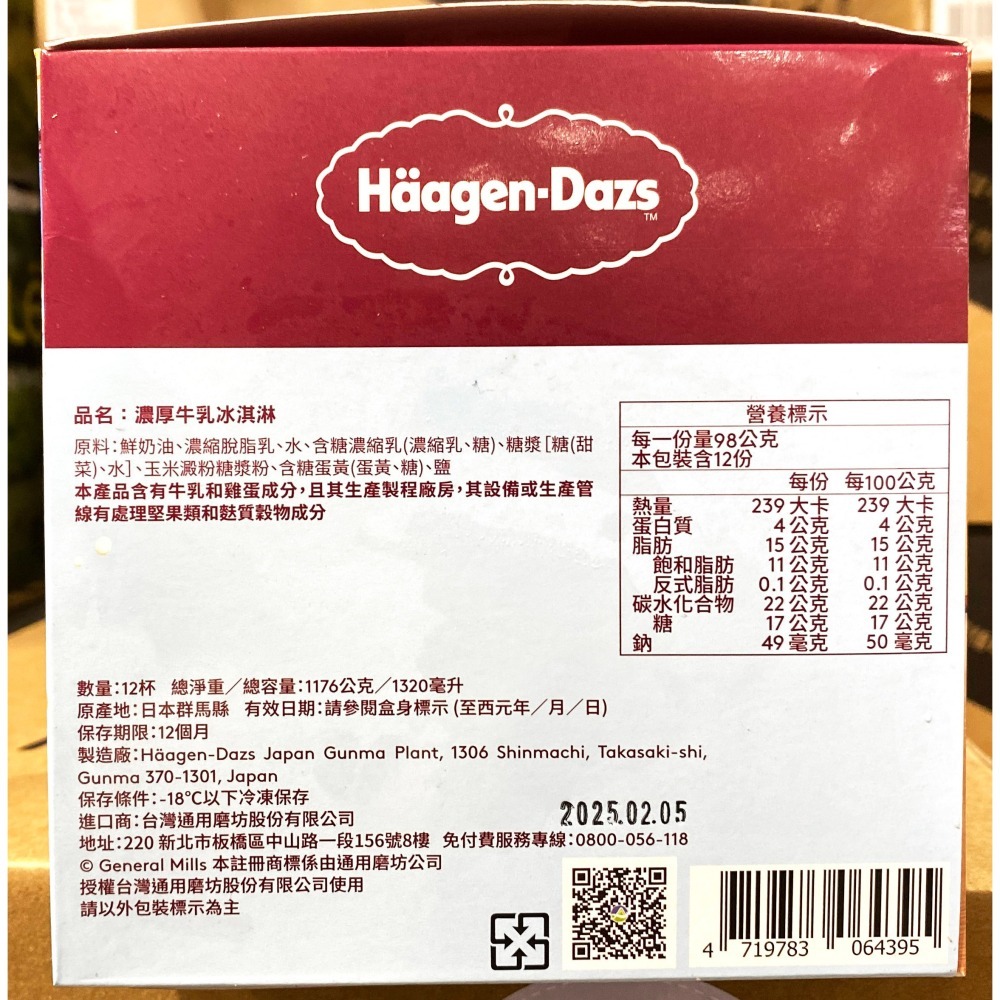 Häagen-Dazs
TM
品名：濃厚牛乳冰淇淋
原料：鮮奶油、濃縮脫脂乳、水、含糖濃縮乳(濃縮乳、糖)、糖漿[糖(甜
菜)、水]、玉米澱粉糖漿粉、含糖蛋黃(蛋黃、糖)、鹽
本產品含有牛乳和雞蛋成分，且其生產製程廠房，其設備或生產管
線有處理堅果類和麩質穀物成分
營養標示
每一份量98公克
本包裝含12份
每份 每100公克
熱量 239 大卡 239 大卡
蛋白質 4 公克 4 公克
脂肪 15 公克 15 公克
飽和脂肪 11 公克 11 公克
反式脂肪 0.1 公克 0.1 公克
碳水化合物 22 公克 22 公克
糖 17 公克 17 公克
鈉 49 毫克 50 毫克
數量：12杯 總淨重／總容量：1176公克／1320毫升
原產地：日本群馬縣 有效日期：請參閱盒身標示 (至西元年／月／日)
保存期限：12個月
製造廠：Häagen-Dazs Japan Gunma Plant, 1306 Shinmachi, Takasaki-shi,
Gunma 370-1301, Japan
保存條件：-18°C以下冷凍保存
進口商：台灣通用磨坊股份有限公司
2025.02.05
地址：220 新北市板橋區中山路一段156號8樓 免付費服務專線：0800-056-118
© General Mills 本註冊商標係由通用磨坊公司
授權台灣通用磨坊股份有限公司使用
請以外包裝標示為主
4 719783 064395